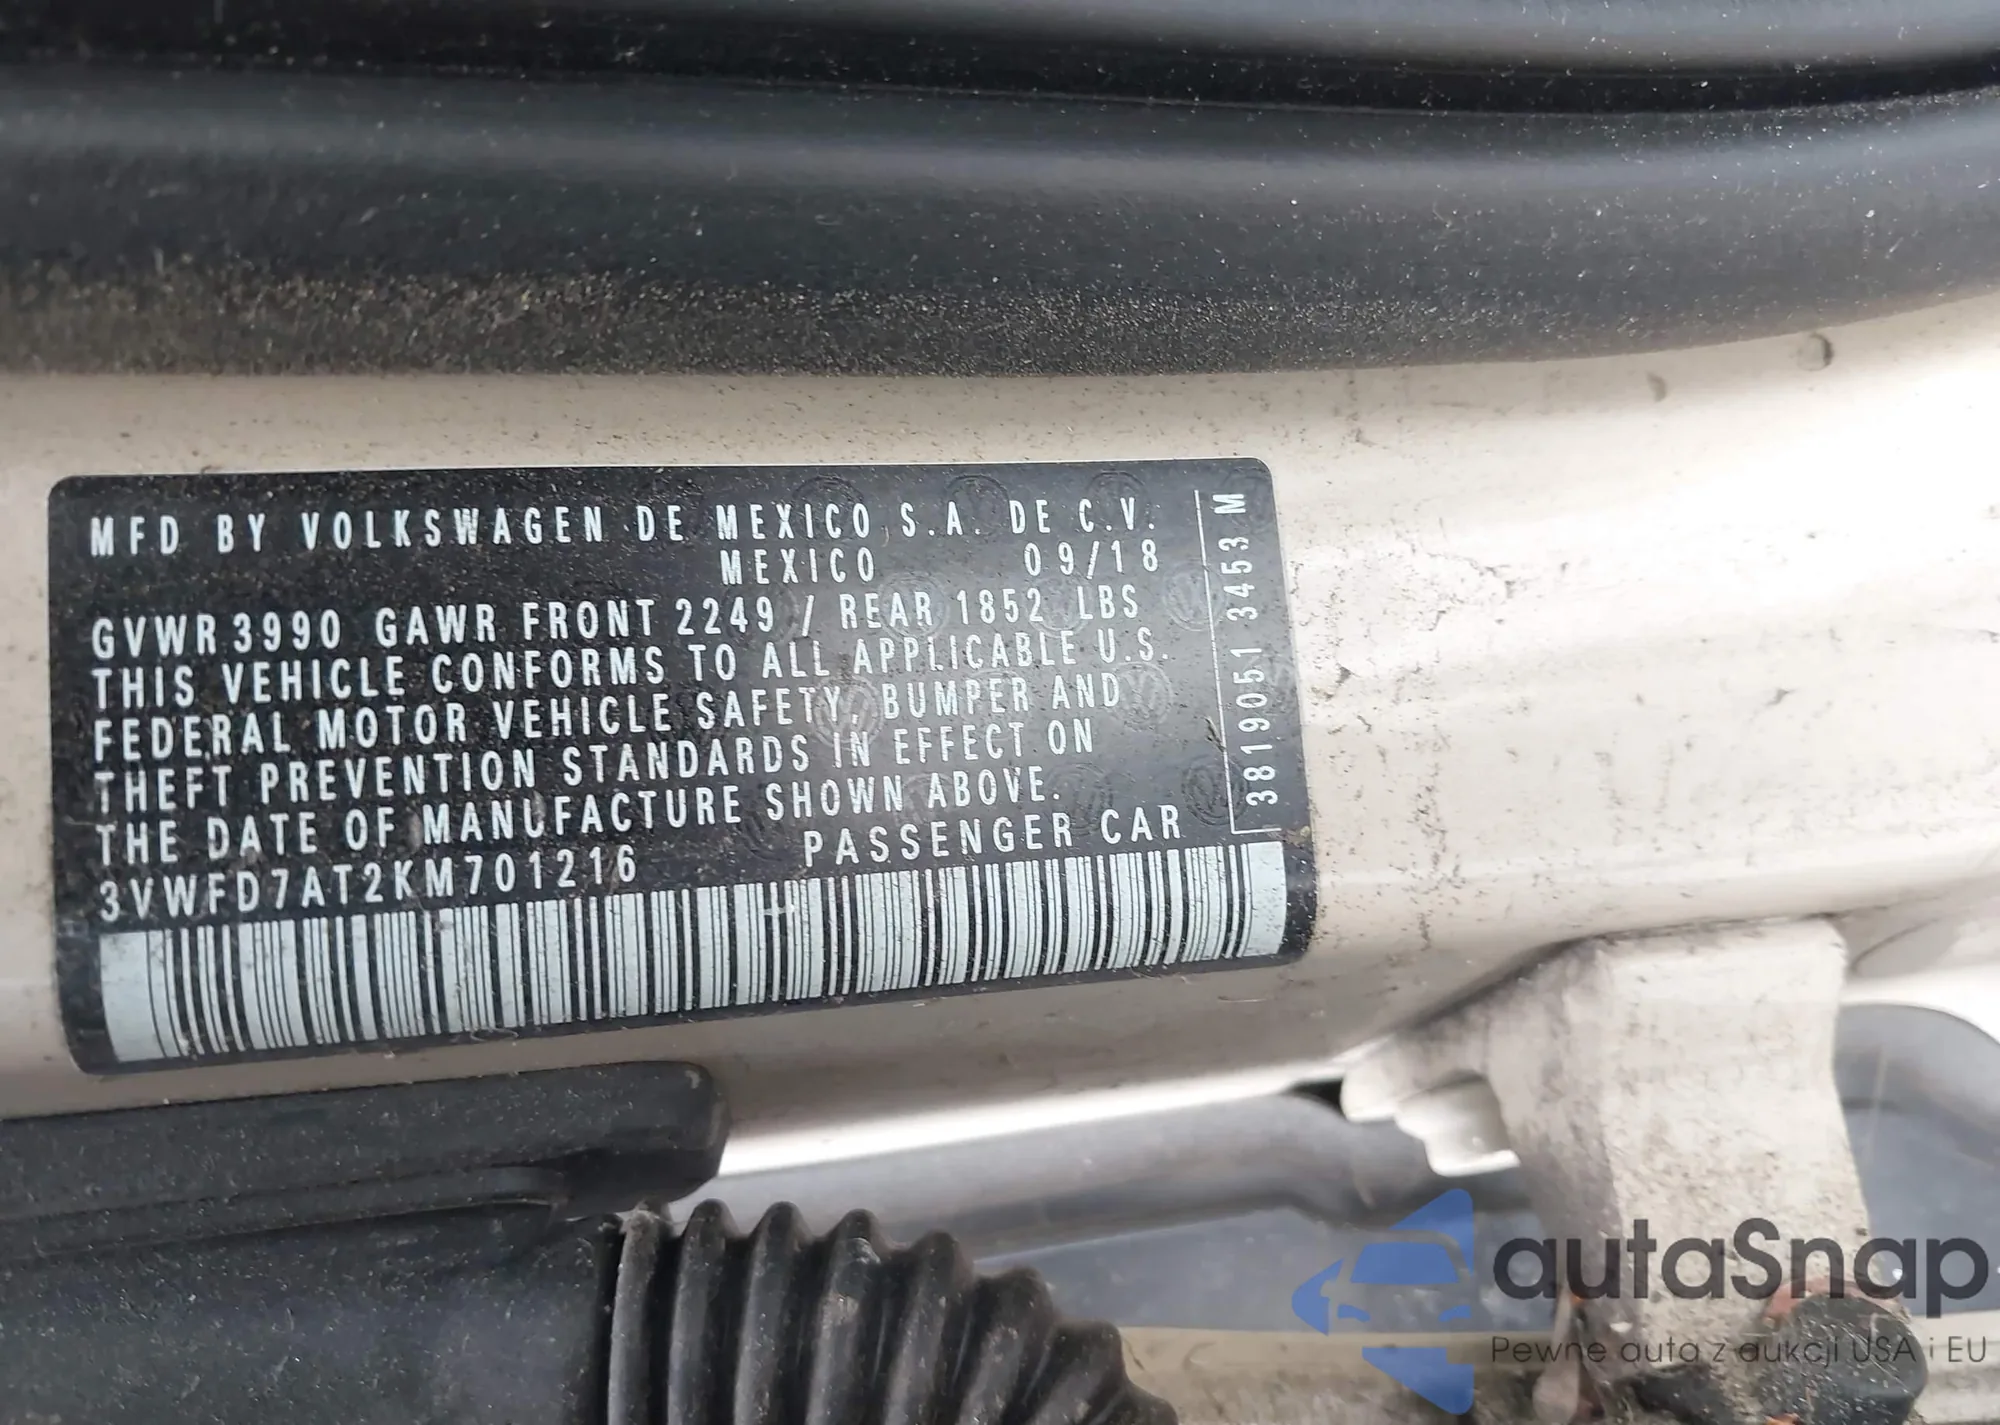 MFD BY VOLKSWAGEN DE MEXICO S.A. DE C.V.
MEXICO 09/18
GVWR 3990 GAWR FRONT 2249 / REAR 1852 LBS
THIS VEHICLE CONFORMS TO ALL APPLICABLE U.S.
FEDERAL MOTOR VEHICLE SAFETY, BUMPER AND
THEFT PREVENTION STANDARDS IN EFFECT ON
THE DATE OF MANUFACTURE SHOWN ABOVE.
3VWFD7AT2KM701216 PASSENGER CAR
3819051 3453 M
autaSnap
Pewne auta z aukcji USA i EU